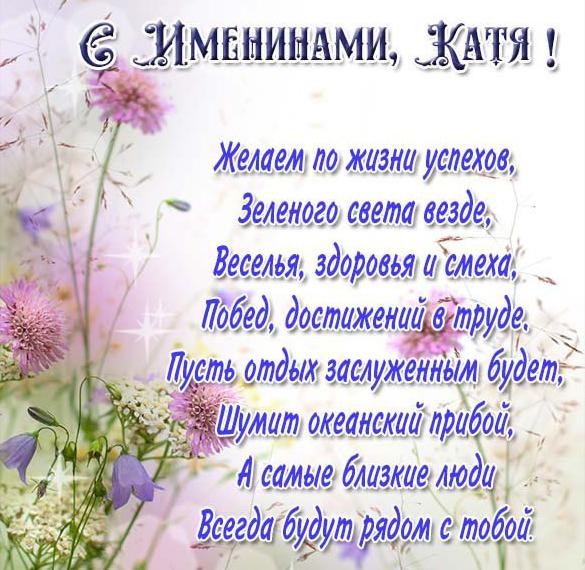 С Именинами, Катя !
Желаем по жизни успехов,
Зеленого света везде,
Веселья, здоровья и смеха,
Побед, достижений в труде.
Пусть отдых заслуженным будет,
Шумит океанский прибой,
А самые близкие люди
Всегда будут рядом с тобой.